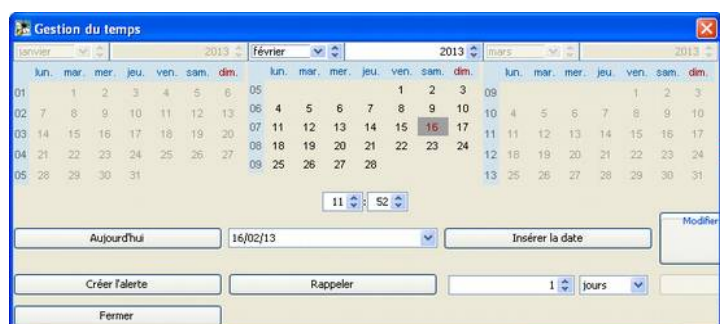 Gestion du temps
janvier 2013 février 2013 mars 2013
lun. mar. mer. jeu. ven. sam. dim. lun. mar. mer. jeu. ven. sam. dim. lun. mar. mer. jeu. ven. sam. dim.
01 1 2 3 4 5 6 05 1 2 3 09 1 2 3
02 7 8 9 10 11 12 13 06 4 5 6 7 8 9 10 10 4 5 6 7 8 9 10
03 14 15 16 17 18 19 20 07 11 12 13 14 15 16 17 11 11 12 13 14 15 16 17
04 21 22 23 24 25 26 27 08 18 19 20 21 22 23 24 12 18 19 20 21 22 23 24
05 28 29 30 31 09 25 26 27 28 13 25 26 27 28 29 30 31
11 : 52
Modifier
Aujourd'hui 16/02/13 Insérer la date
Créer l'alerte Rappeler 1 jours
Fermer